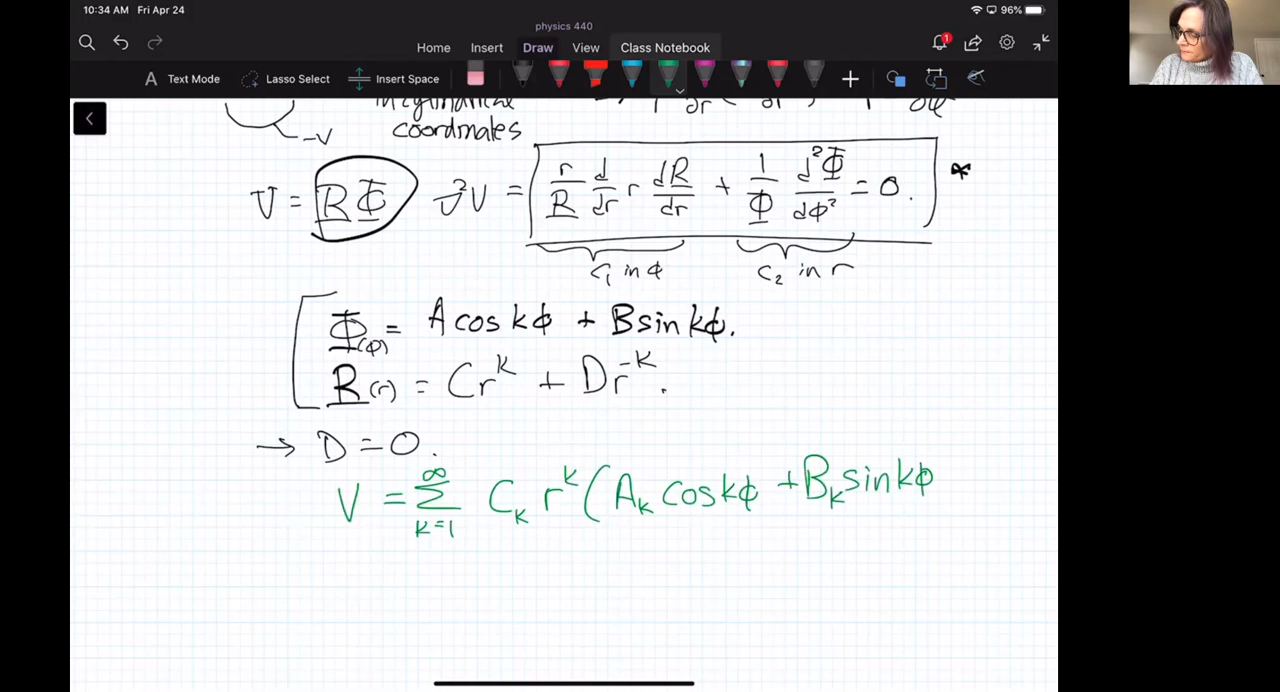 10:34 AM Fri Apr 24
96%
physics 440
Home Insert Draw View Class Notebook
1
Text Mode Lasso Select Insert Space
-V
coordinates
V = RΦ ∇²V = r/R d/dr r dR/dr + 1/Φ d²Φ/dϕ² = 0. *
C₁ in ϕ C₂ in r
Φ(ϕ) = A cos kϕ + B sin kϕ.
R(r) = C r^k + D r^-k.
→ D = 0.
V = ∑_{k=1}^∞ C_k r^k (A_k cos kϕ + B_k sin kϕ